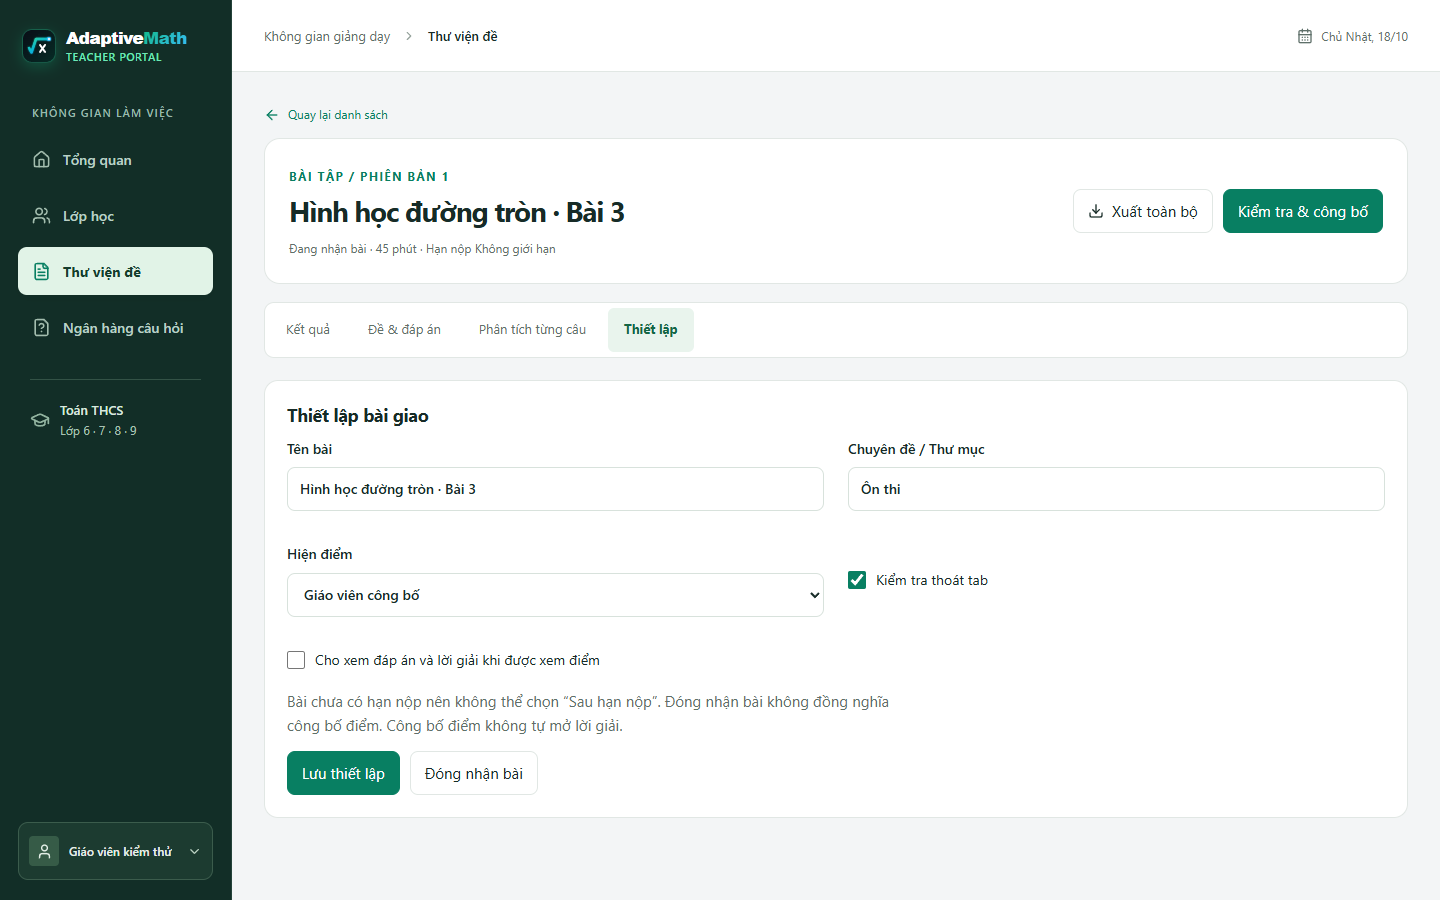 AdaptiveMath
TEACHER PORTAL
KHÔNG GIAN LÀM VIỆC
Tổng quan
Lớp học
Thư viện đề
Ngân hàng câu hỏi
Toán THCS
Lớp 6 · 7 · 8 · 9
Giáo viên kiểm thử
Không gian giảng dạy > Thư viện đề
Chủ Nhật, 18/10
Quay lại danh sách
BÀI TẬP / PHIÊN BẢN 1
Hình học đường tròn · Bài 3
Đang nhận bài · 45 phút · Hạn nộp Không giới hạn
Xuất toàn bộ
Kiểm tra & công bố
Kết quả
Đề & đáp án
Phân tích từng câu
Thiết lập
Thiết lập bài giao
Tên bài
Chuyên đề / Thư mục
Hình học đường tròn · Bài 3
Ôn thi
Hiện điểm
Giáo viên công bố
Kiểm tra thoát tab
Cho xem đáp án và lời giải khi được xem điểm
Bài chưa có hạn nộp nên không thể chọn “Sau hạn nộp”. Đóng nhận bài không đồng nghĩa
công bố điểm. Công bố điểm không tự mở lời giải.
Lưu thiết lập
Đóng nhận bài